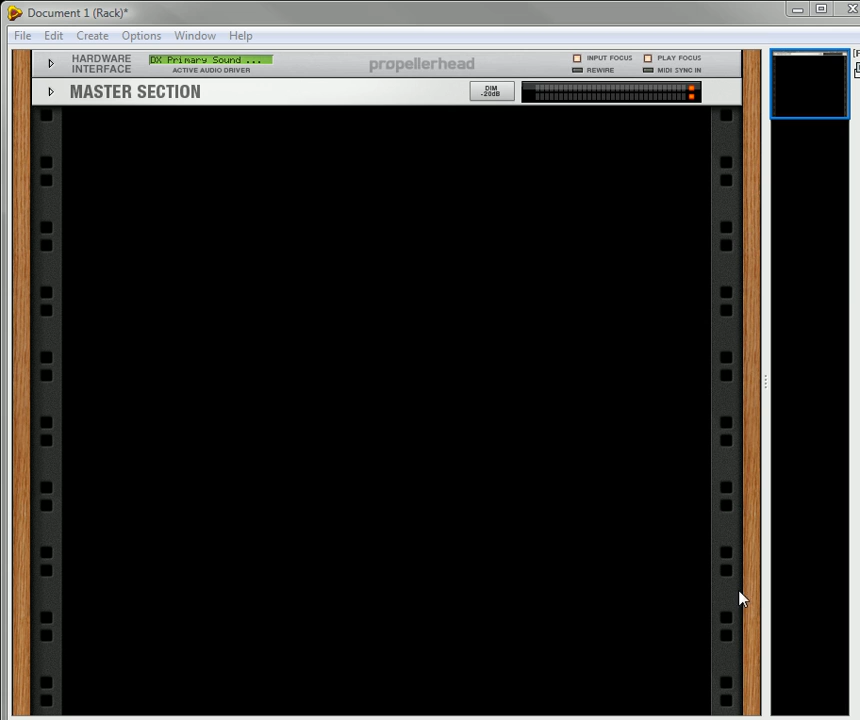 Document 1 (Rack)*
File Edit Create Options Window Help
HARDWARE INTERFACE
DX Primary Sound ...
ACTIVE AUDIO DRIVER
propellerhead
INPUT FOCUS
PLAY FOCUS
REWIRE
MIDI SYNC IN
MASTER SECTION
DIM
-20dB